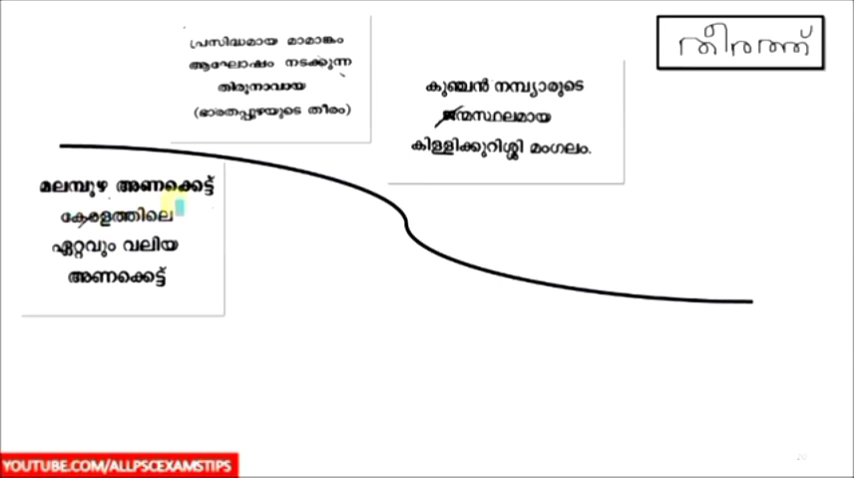 തീരത്ത്
പ്രസിദ്ധമായ മാമാങ്കം
ആഘോഷം നടക്കുന്ന
തിരുനാവായ
(ഭാരതപ്പുഴയുടെ തീരം)
കുഞ്ചൻ നമ്പ്യാരുടെ
ജന്മസ്ഥലമായ
കിള്ളിക്കുറിശ്ശി മംഗലം.
മലമ്പുഴ അണക്കെട്ട്
കേരളത്തിലെ
ഏറ്റവും വലിയ
അണക്കെട്ട്
YOUTUBE.COM/ALLPSCEXAMSTIPS